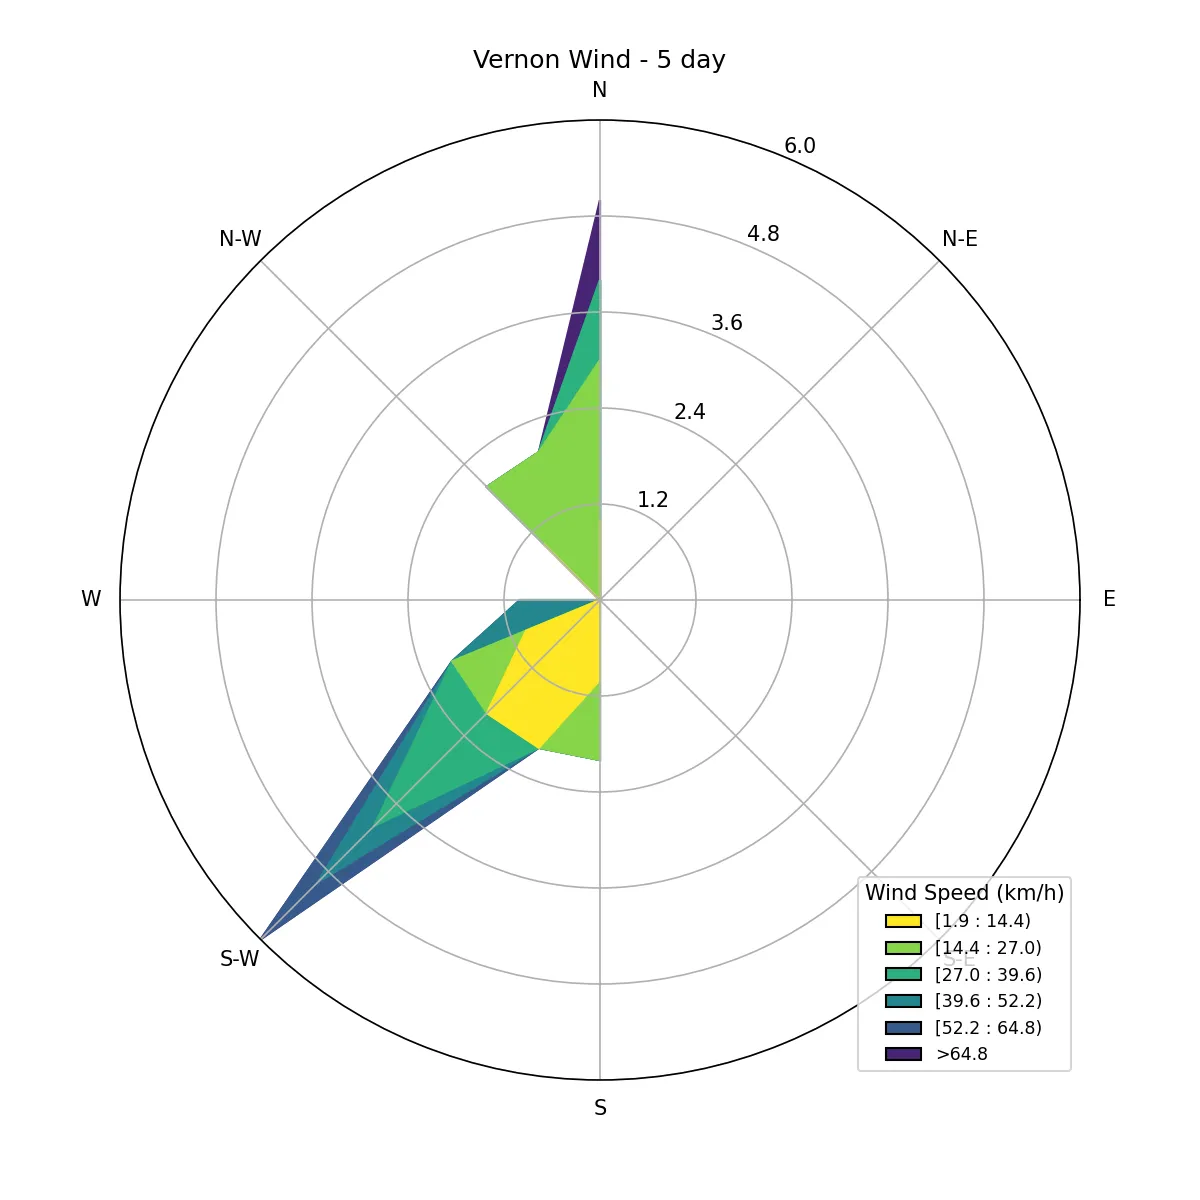 Vernon Wind - 5 day
N
6.0
N-W
4.8
N-E
3.6
2.4
1.2
W
E
S-W
S-E
Wind Speed (km/h)
[1.9 : 14.4)
[14.4 : 27.0)
[27.0 : 39.6)
[39.6 : 52.2)
[52.2 : 64.8)
>64.8
S